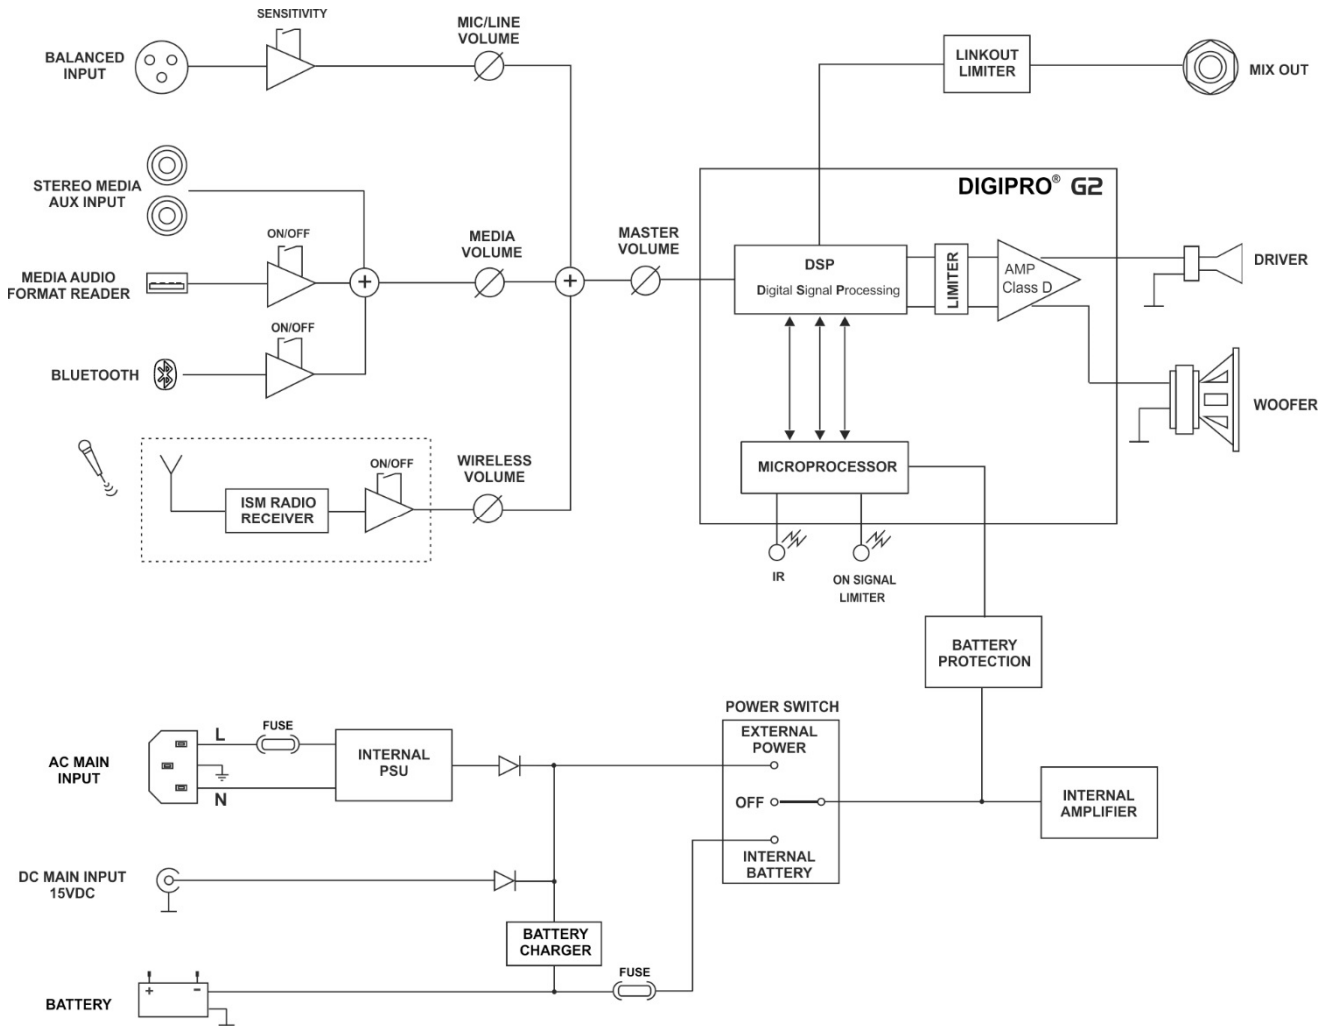 SENSITIVITY
MIC/LINE
VOLUME
BALANCED
INPUT
LINKOUT
LIMITER
MIX OUT
STEREO MEDIA
AUX INPUT
DIGIPRO® G2
ON/OFF
MEDIA
VOLUME
MASTER
VOLUME
MEDIA AUDIO
FORMAT READER
+
+
DSP
Digital Signal Processing
LIMITER
AMP
Class D
DRIVER
ON/OFF
BLUETOOTH
WOOFER
ON/OFF
WIRELESS
VOLUME
ISM RADIO
RECEIVER
MICROPROCESSOR
IR
ON SIGNAL
LIMITER
BATTERY
PROTECTION
POWER SWITCH
EXTERNAL
POWER
OFF
INTERNAL
BATTERY
AC MAIN
INPUT
L
N
FUSE
INTERNAL
PSU
INTERNAL
AMPLIFIER
DC MAIN INPUT
15VDC
BATTERY
CHARGER
FUSE
BATTERY
+ -